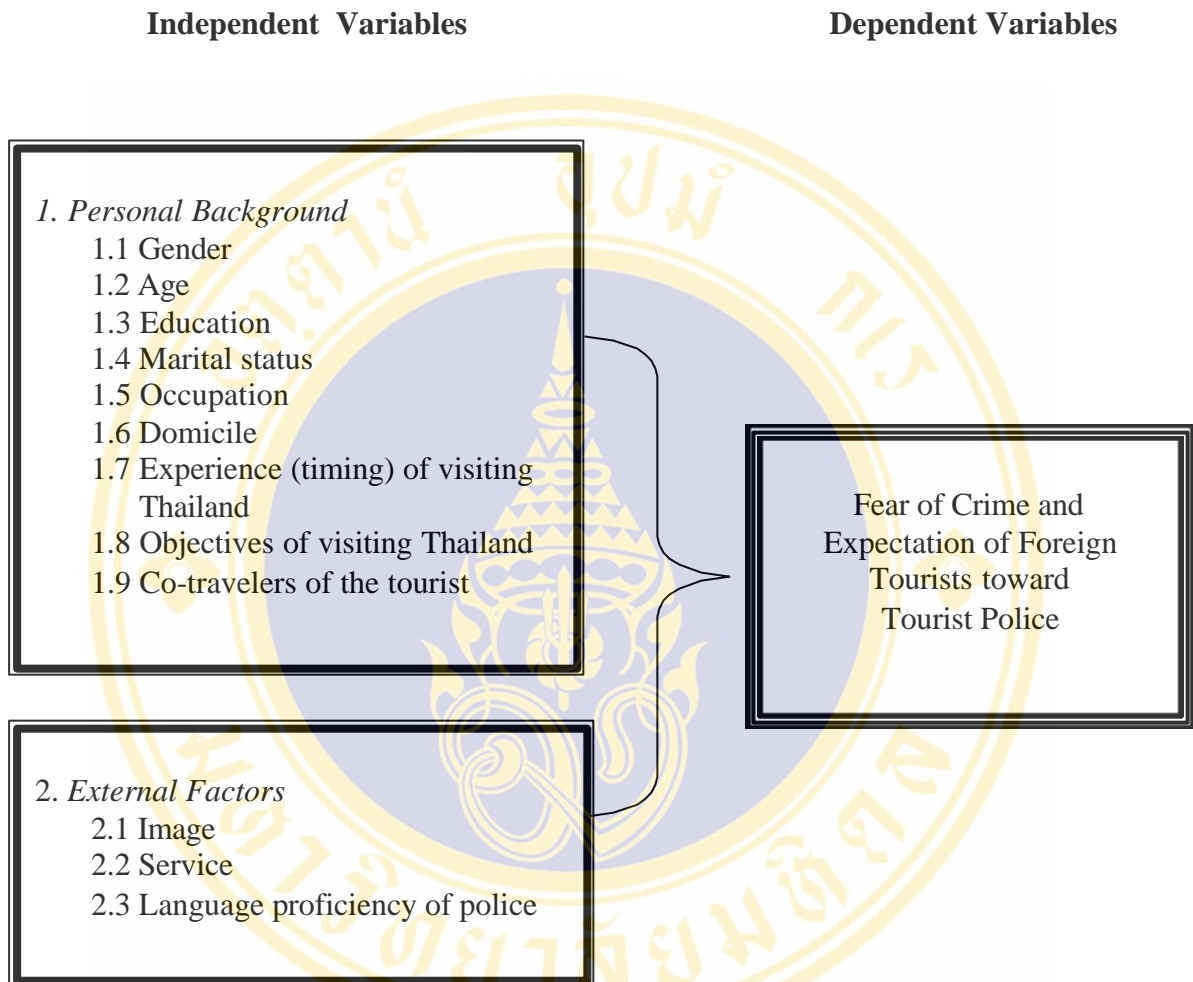 Independent Variables
Dependent Variables
1. Personal Background
1.1 Gender
1.2 Age
1.3 Education
1.4 Marital status
1.5 Occupation
1.6 Domicile
1.7 Experience (timing) of visiting
Thailand
1.8 Objectives of visiting Thailand
1.9 Co-travelers of the tourist
Fear of Crime and
Expectation of Foreign
Tourists toward
Tourist Police
2. External Factors
2.1 Image
2.2 Service
2.3 Language proficiency of police